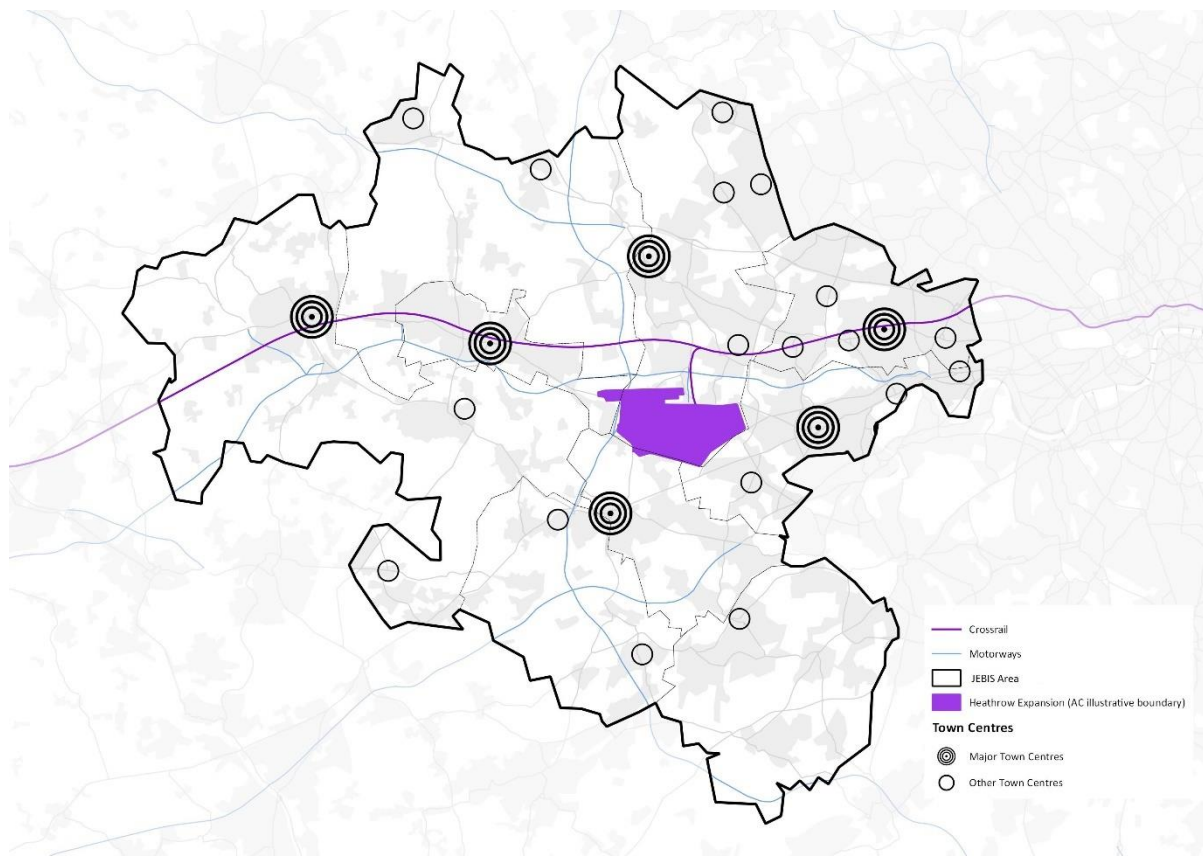 Crossrail
Motorways
JEBIS Area
Heathrow Expansion (AC illustrative boundary)
Town Centres
Major Town Centres
Other Town Centres